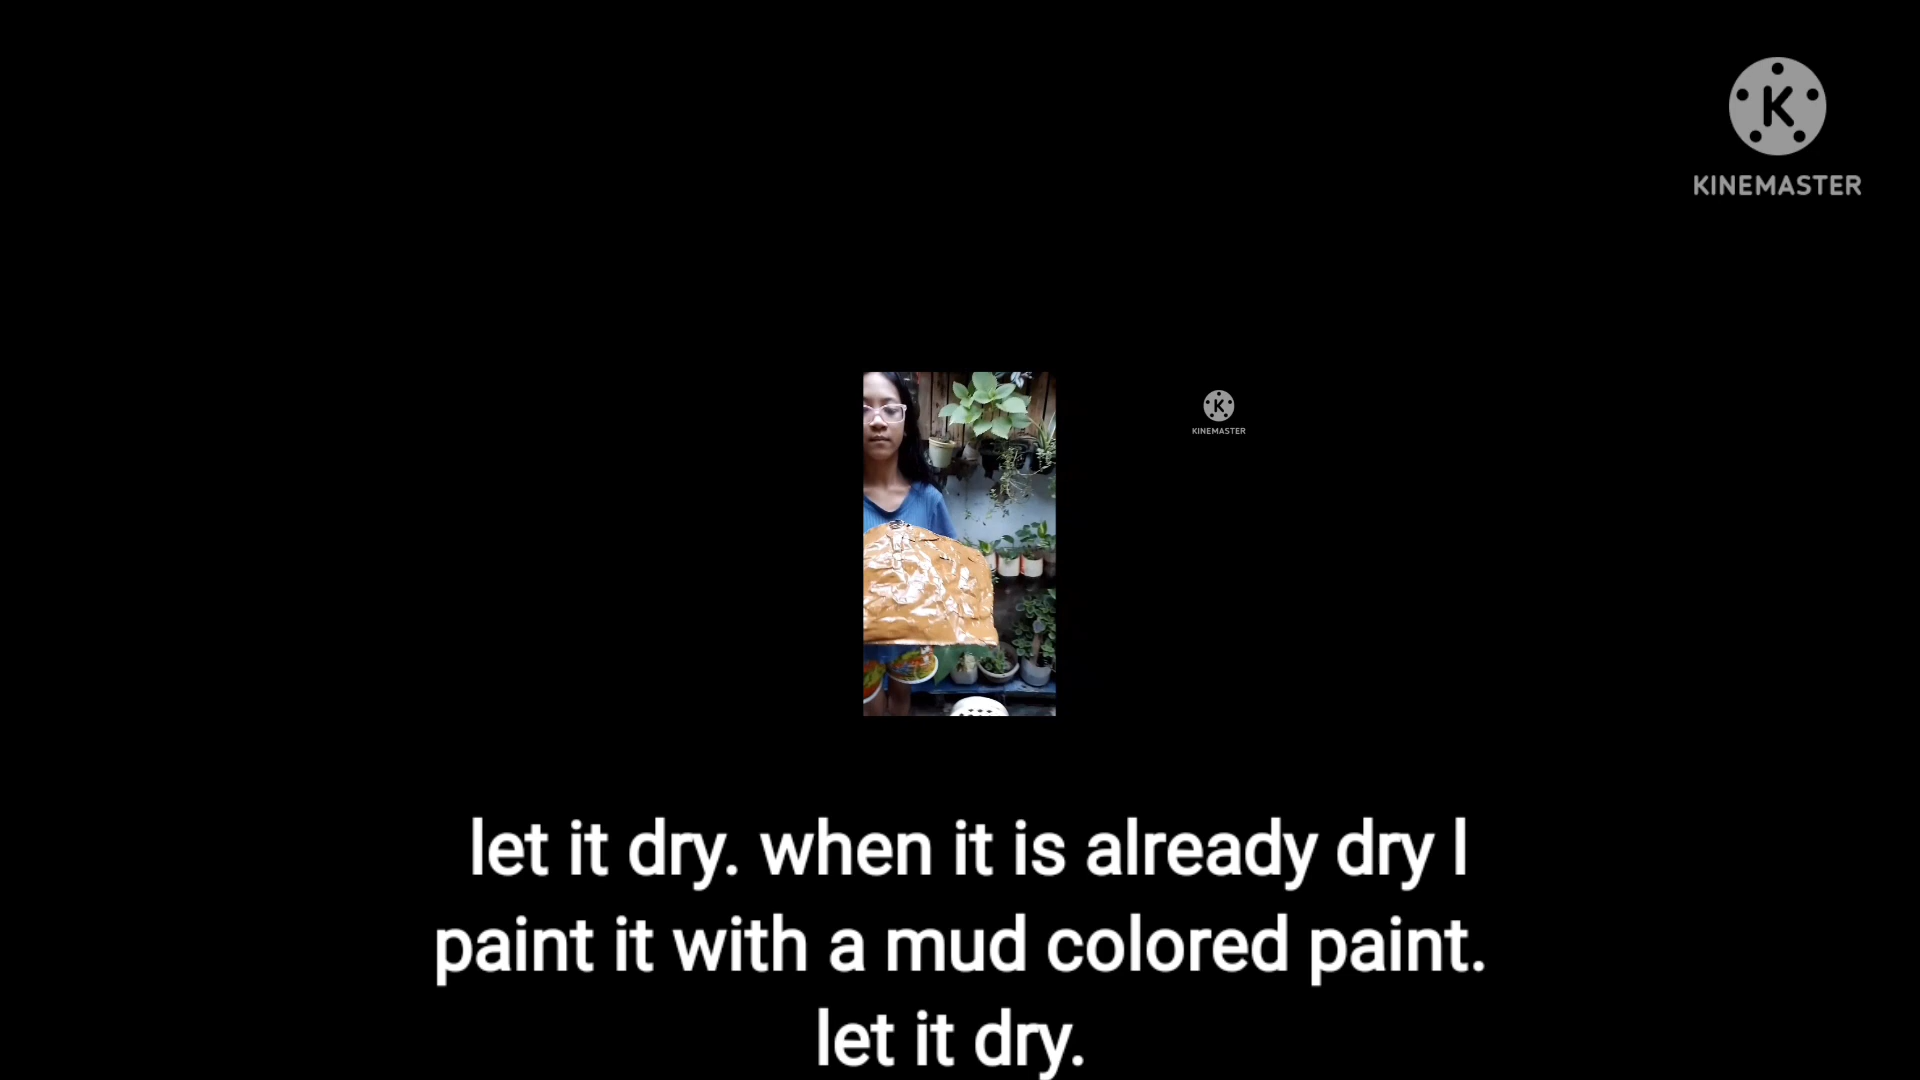 KINEMASTER
KINEMASTER
let it dry. when it is already dry I
paint it with a mud colored paint.
let it dry.